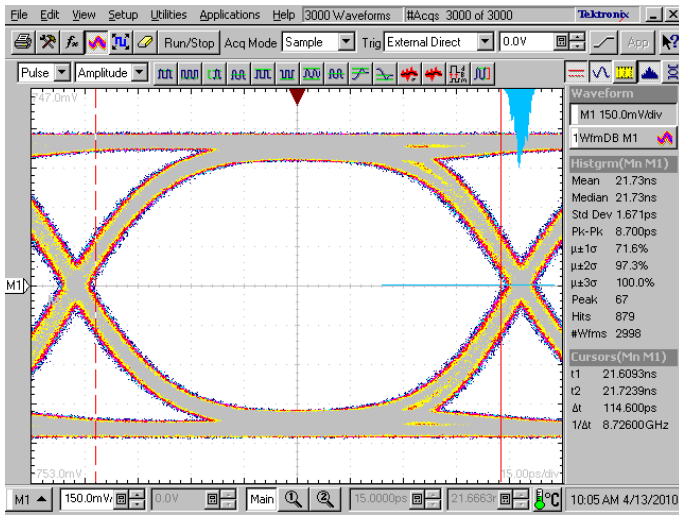 File Edit View Setup Utilities Applications Help 3000 Waveforms #Acqs 3000 of 3000 Tektronix
Run/Stop Acq Mode Sample Trig External Direct 0.0V App
Pulse Amplitude
747.0mV
Waveform
M1 150.0mV/div
1 WfmDB M1
Histgrm(Mn M1)
Mean 21.73ns
Median 21.73ns
Std Dev 1.671ps
Pk-Pk 8.700ps
µ±1σ 71.6%
µ±2σ 97.3%
µ±3σ 100.0%
Peak 67
Hits 879
#Wfms 2998
M1
Cursors(Mn M1)
t1 21.6093ns
t2 21.7239ns
Δt 114.600ps
1/Δt 8.72600GHz
-753.0mV
15.00ps/div
M1 150.0mV/ 0.0V Main 15.0000ps 21.6663r °C 10:05 AM 4/13/2010